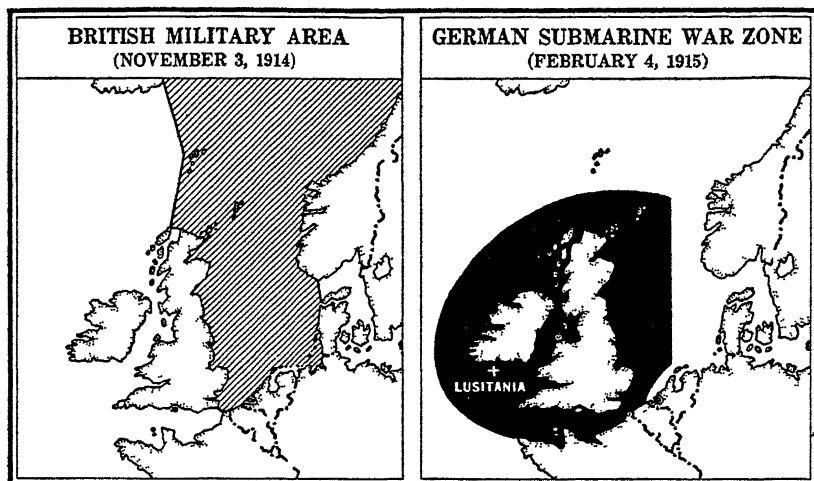 BRITISH MILITARY AREA
(NOVEMBER 3, 1914)
GERMAN SUBMARINE WAR ZONE
(FEBRUARY 4, 1915)
LUSITANIA